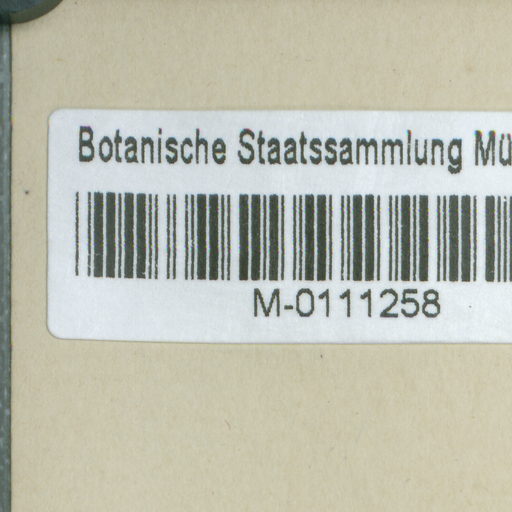 Botanische Staatssammlung Mü
M-0111258